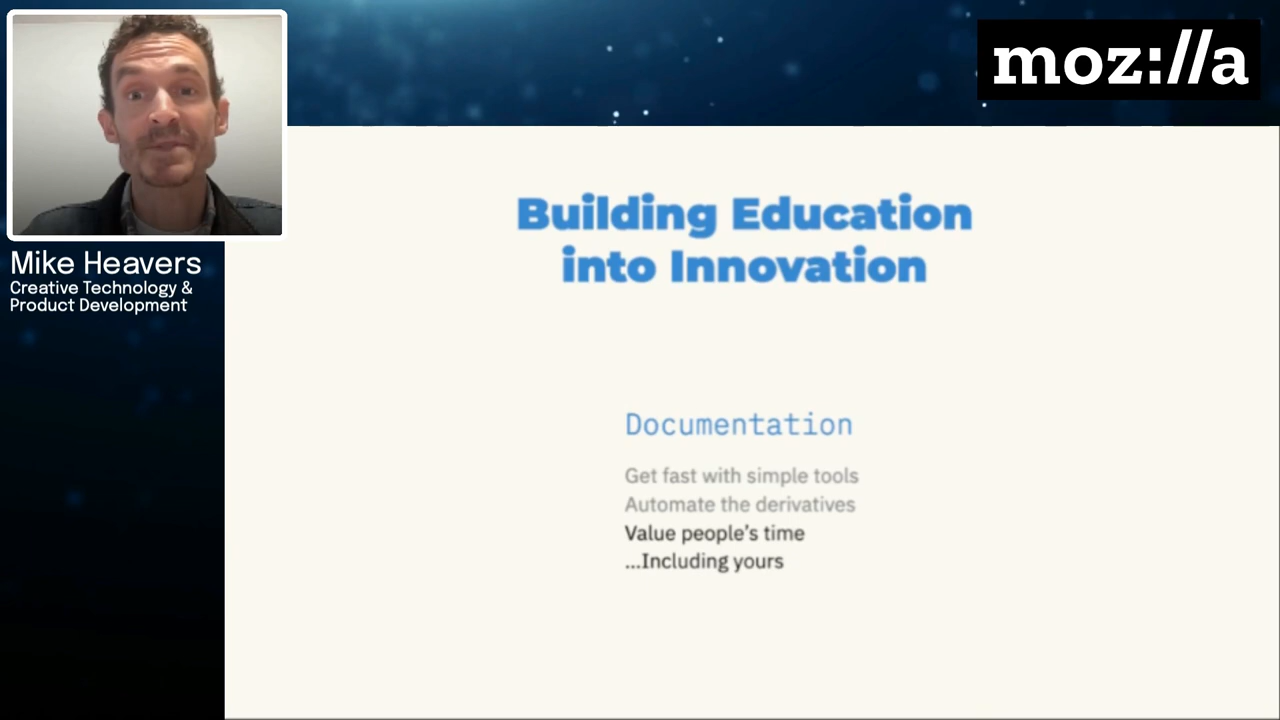 moz://a
Mike Heavers
Creative Technology &
Product Development
Building Education
into Innovation
Documentation
Get fast with simple tools
Automate the derivatives
Value people's time
...Including yours